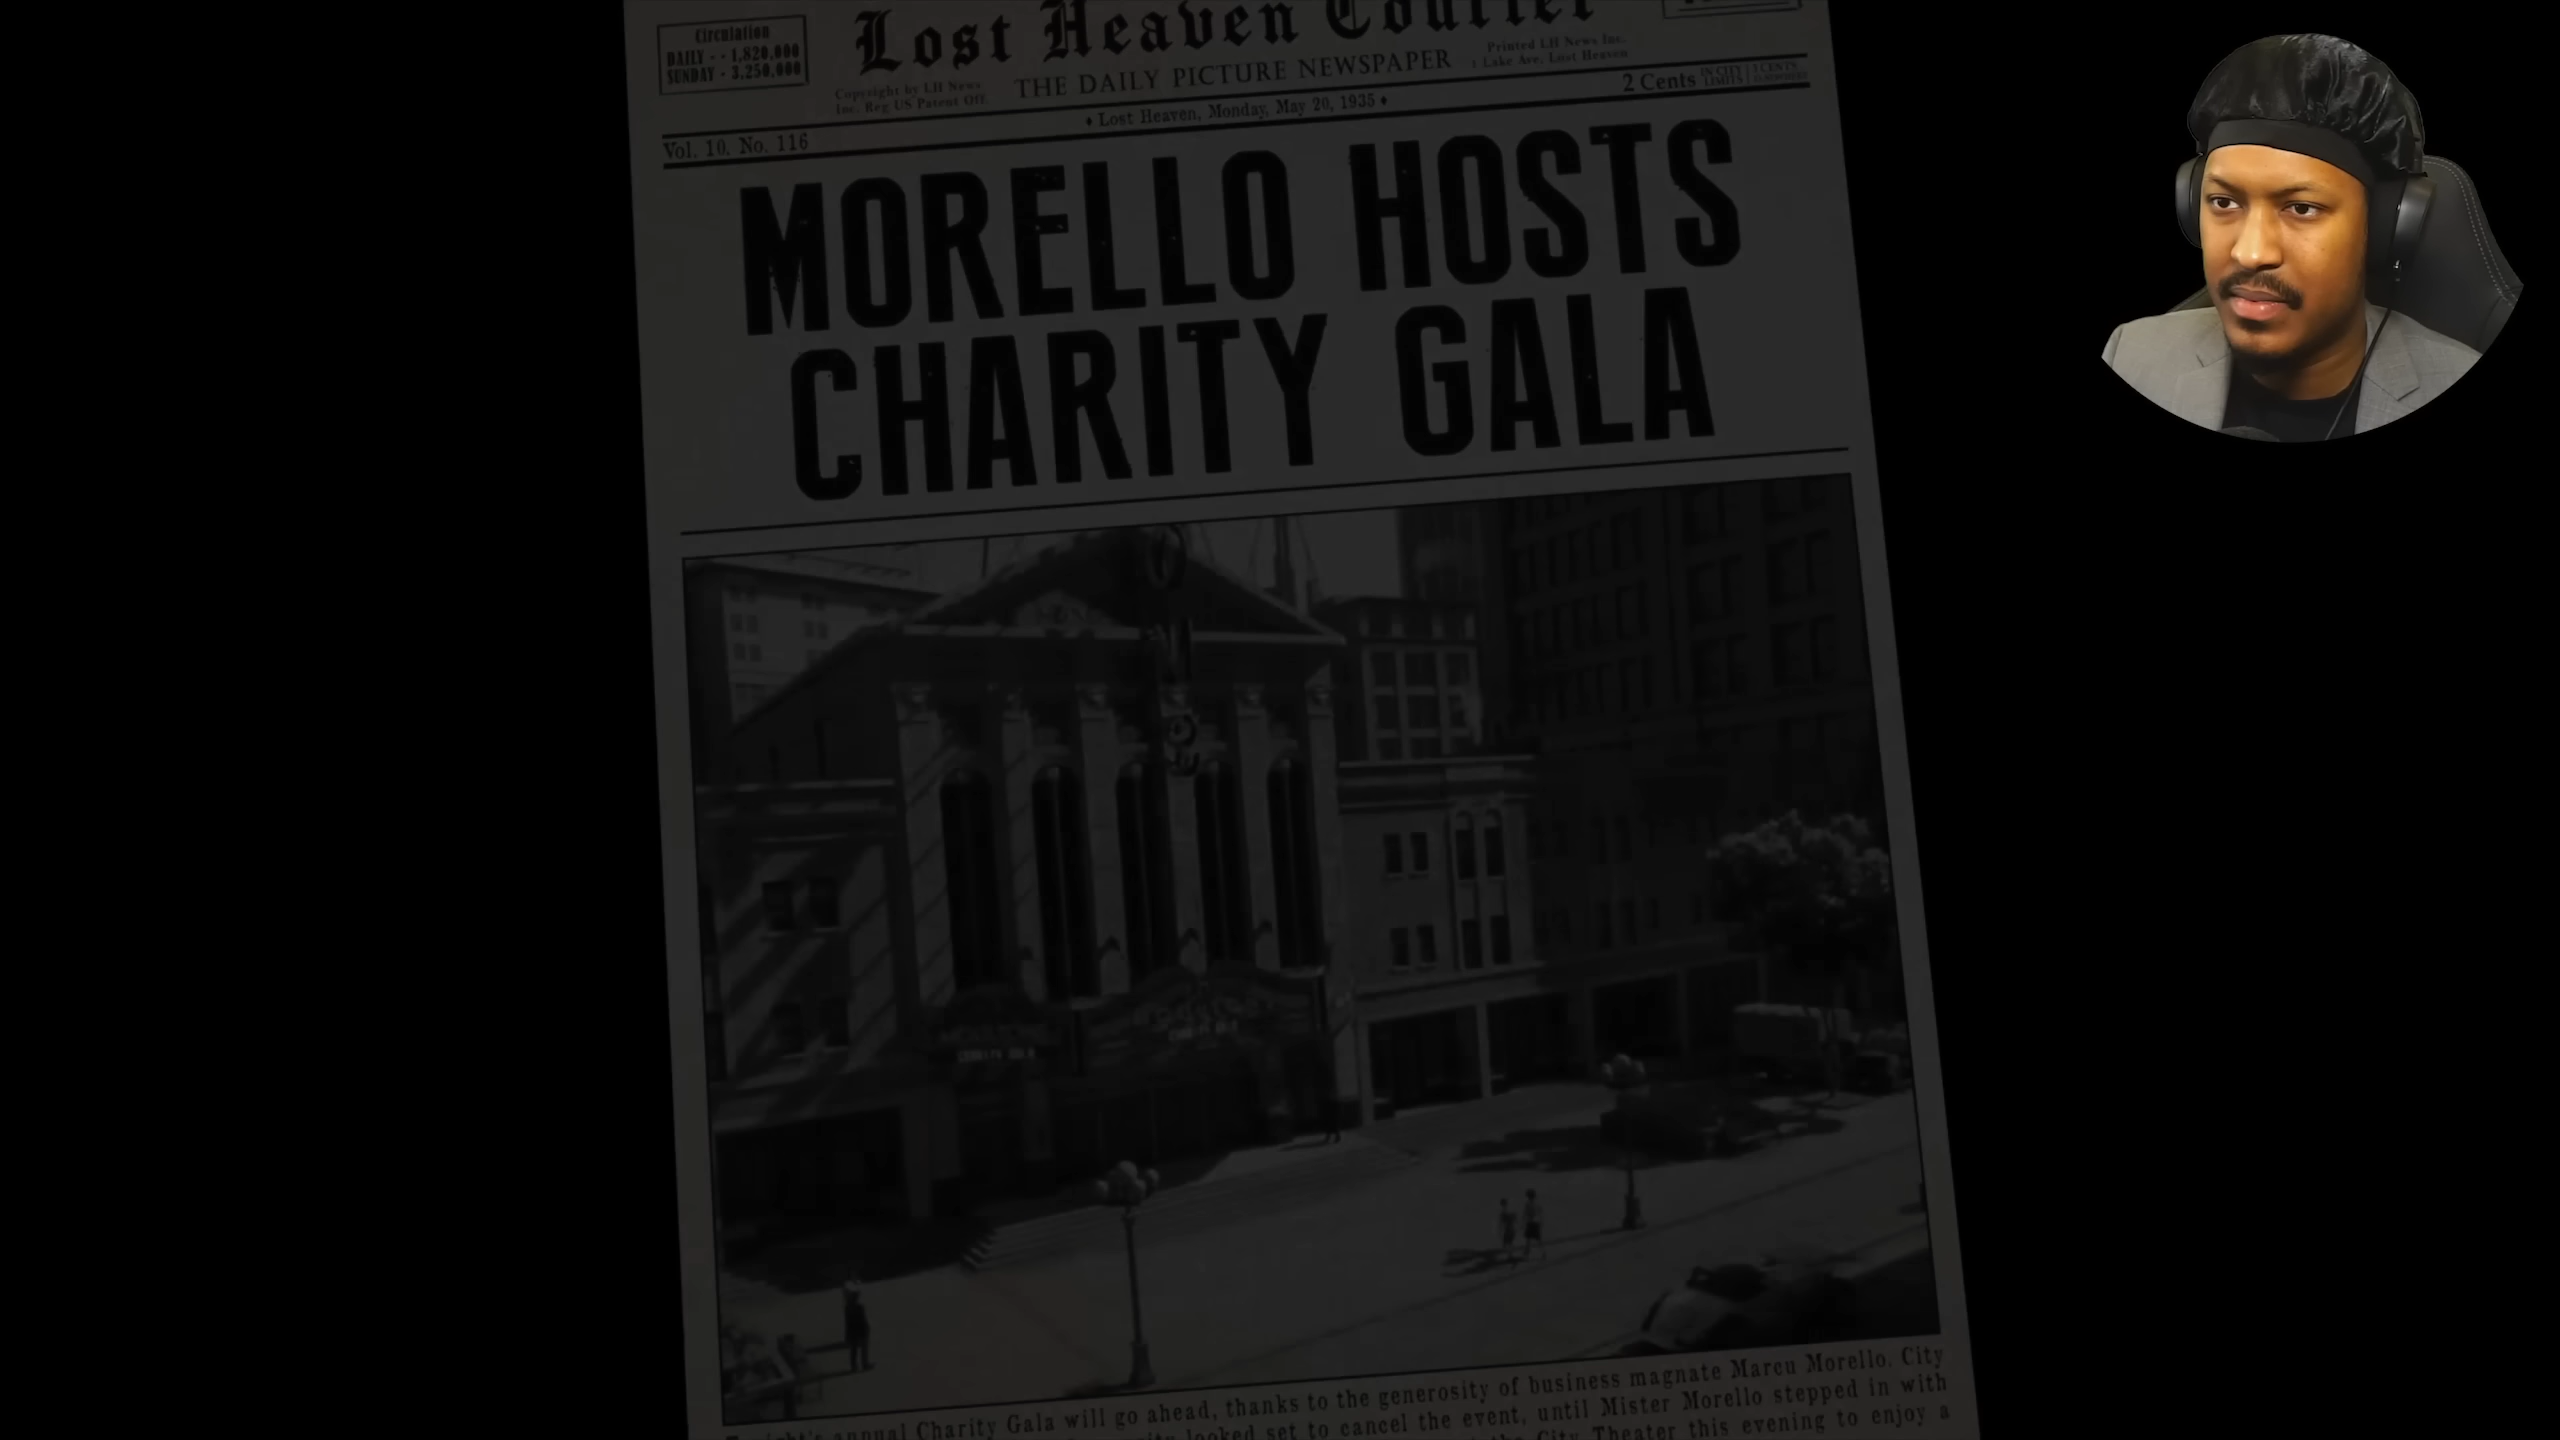 Circulation
DAILY - - 1,820,000
SUNDAY - 3,250,000
Lost Heaven Courier
Copyright by LH News
Inc. Reg US Patent Off.
THE DAILY PICTURE NEWSPAPER
Printed LH News Inc.
1 Lake Ave, Lost Heaven
Vol. 10. No. 116
♦ Lost Heaven, Monday, May 20, 1935 ♦
2 Cents IN CITY LIMITS
MORELLO HOSTS
CHARITY GALA
annual Charity Gala will go ahead, thanks to the generosity of business magnate Marcu Morello. City
looked set to cancel the event, until Mister Morello stepped in with
the City Theater this evening to enjoy a